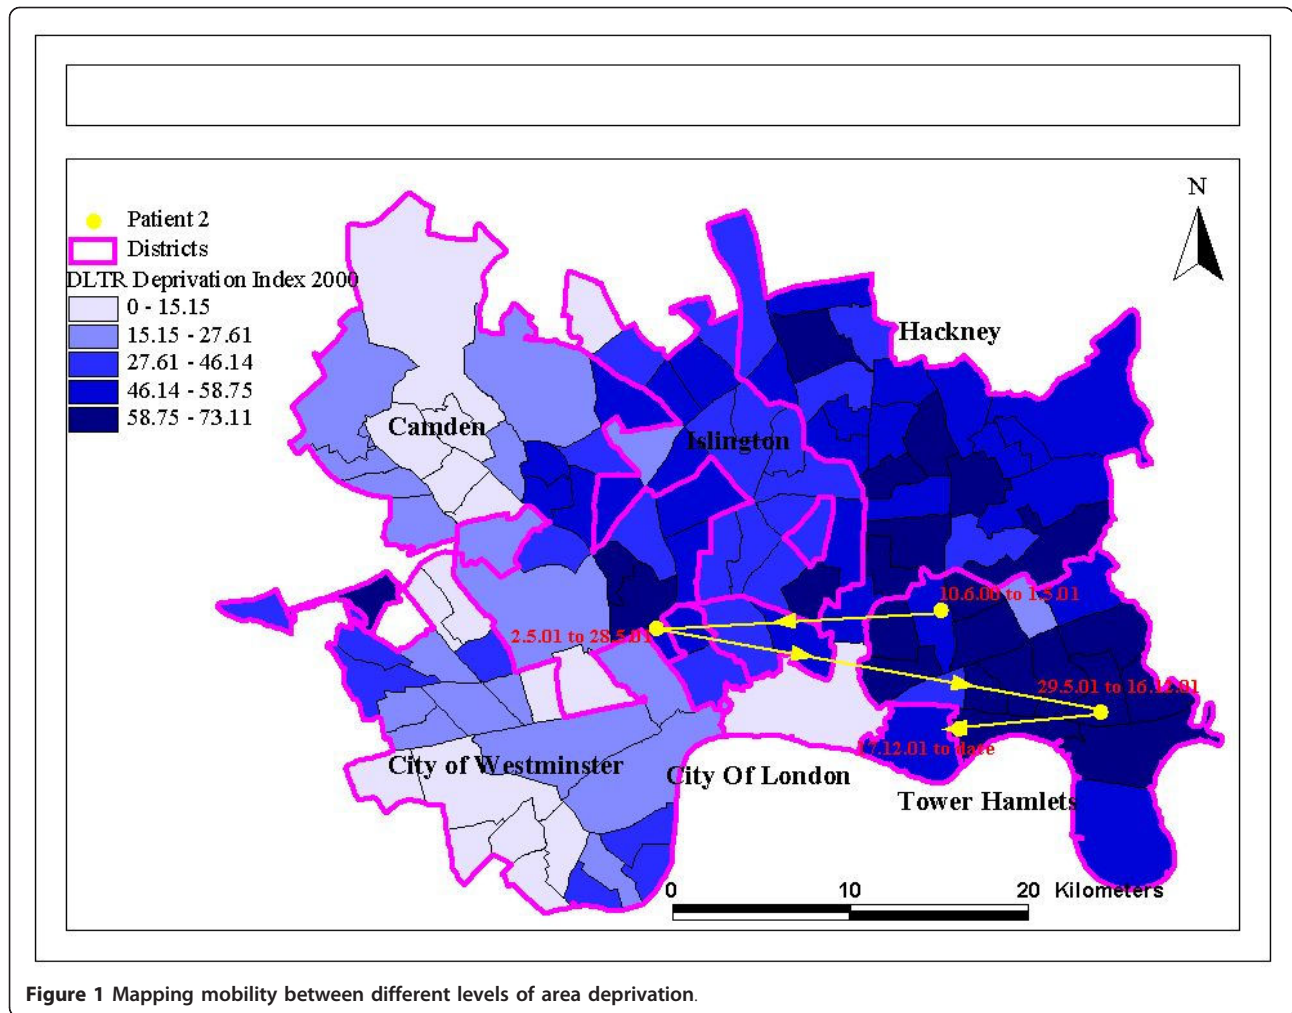 N
Patient 2
Districts
DLTR Deprivation Index 2000
0 - 15.15
15.15 - 27.61
27.61 - 46.14
46.14 - 58.75
58.75 - 73.11
Hackney
Camden
Islington
10.6.00 to 1.5.01
2.5.01 to 28.5.01
29.5.01 to 16.12.01
17.12.01 to date
City of Westminster
City Of London
Tower Hamlets
0 10 20 Kilometers
Figure 1 Mapping mobility between different levels of area deprivation.